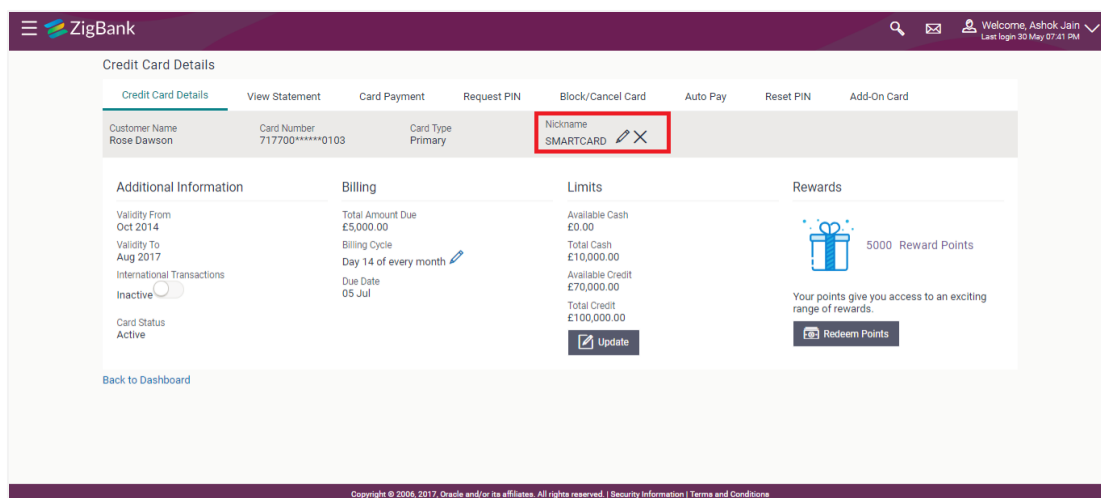 ZigBank
Welcome, Ashok Jain
Last login 30 May 07:41 PM
Credit Card Details
Credit Card Details View Statement Card Payment Request PIN Block/Cancel Card Auto Pay Reset PIN Add-On Card
Customer Name Card Number Card Type Nickname
Rose Dawson 717700******0103 Primary SMARTCARD
Additional Information
Validity From
Oct 2014
Validity To
Aug 2017
International Transactions
Inactive
Card Status
Active
Billing
Total Amount Due
£5,000.00
Billing Cycle
Day 14 of every month
Due Date
05 Jul
Limits
Available Cash
£0.00
Total Cash
£10,000.00
Available Credit
£70,000.00
Total Credit
£100,000.00
Update
Rewards
5000 Reward Points
Your points give you access to an exciting
range of rewards.
Redeem Points
Back to Dashboard
Copyright © 2006, 2017, Oracle and/or its affiliates. All rights reserved. | Security Information | Terms and Conditions